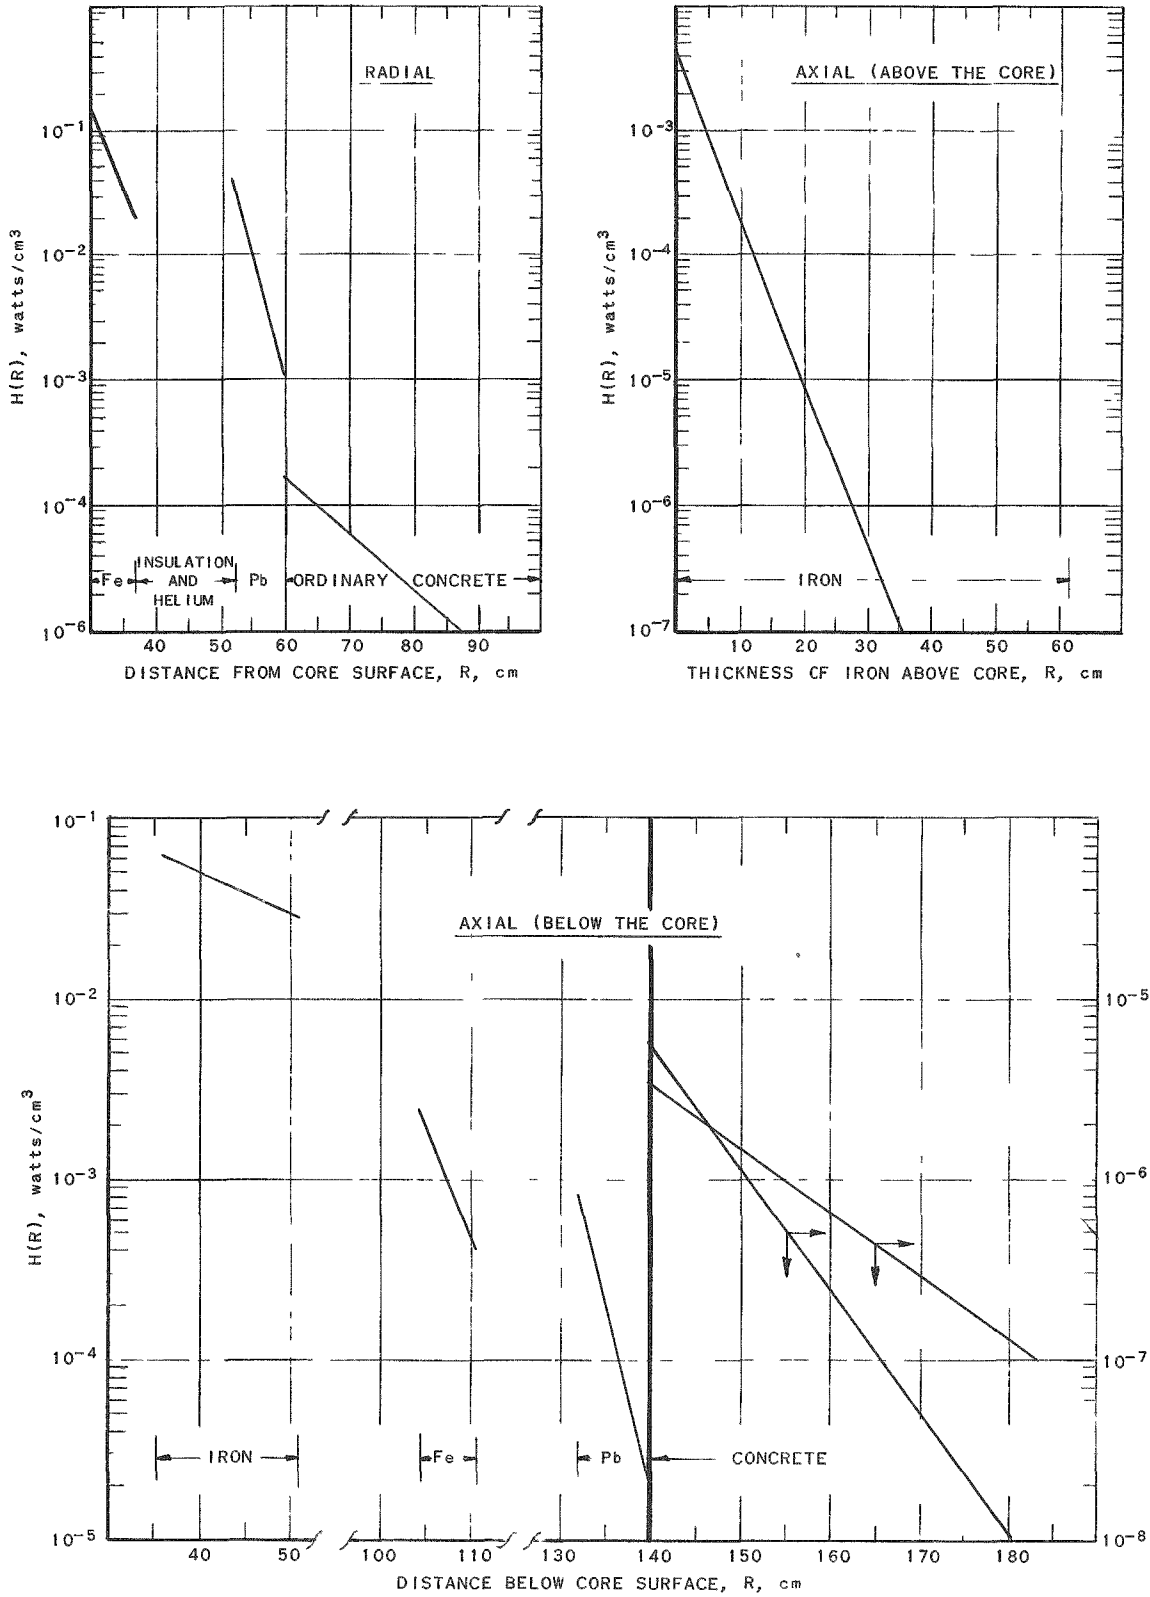 RADIAL
10⁻¹
10⁻²
10⁻³
10⁻⁴
10⁻⁶
H(R), watts/cm³
Fe
INSULATION
AND
HELIUM
Pb
ORDINARY CONCRETE
40 50 60 70 80 90
DISTANCE FROM CORE SURFACE, R, cm
AXIAL (ABOVE THE CORE)
10⁻³
10⁻⁴
10⁻⁵
10⁻⁶
10⁻⁷
H(R), watts/cm³
IRON
10 20 30 40 50 60
THICKNESS CF IRON ABOVE CORE, R, cm
AXIAL (BELOW THE CORE)
10⁻¹
10⁻²
10⁻³
10⁻⁴
10⁻⁵
H(R), watts/cm³
10⁻⁵
10⁻⁶
10⁻⁷
10⁻⁸
IRON
Fe
Pb
CONCRETE
40 50 100 110 130 140 150 160 170 180
DISTANCE BELOW CORE SURFACE, R, cm